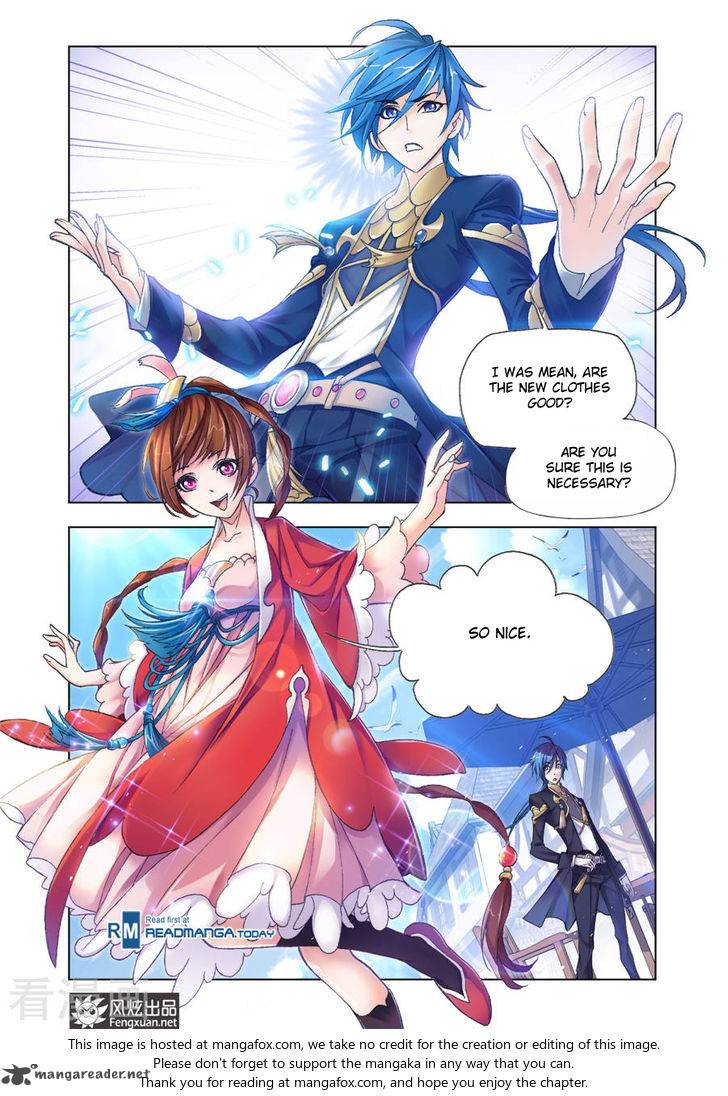 I WAS MEAN, ARE
THE NEW CLOTHES
GOOD?
ARE YOU
SURE THIS IS
NECESSARY?
SO NICE.
RM
Read first at
READMANGA.TODAY
看漫画
风炫出品
Fengxuan.net
This image is hosted at mangafox.com, we take no credit for the creation or editing of this image.
Please don't forget to support the mangaka in any way that you can.
mangareader.net
Thank you for reading at mangafox.com, and hope you enjoy the chapter.